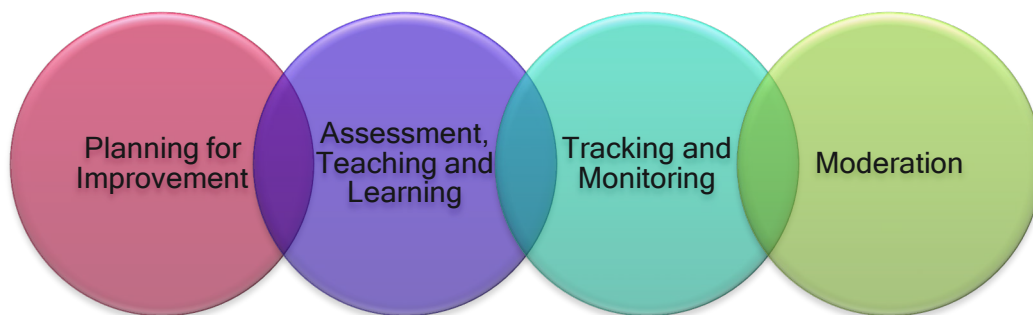 Planning for
Improvement
Assessment,
Teaching and
Learning
Tracking and
Monitoring
Moderation